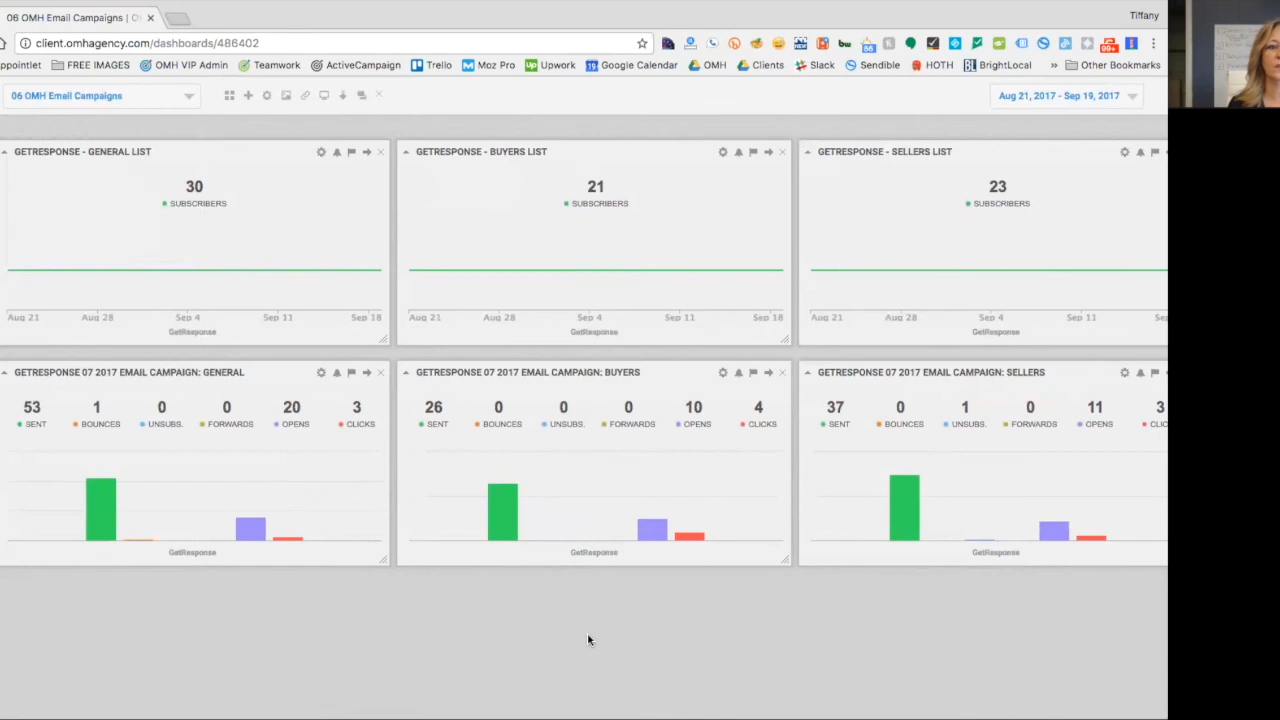 06 OMH Email Campaigns | O
Tiffany
client.omhagency.com/dashboards/486402
66
bw
99+
appointlet
FREE IMAGES
OMH VIP Admin
Teamwork
ActiveCampaign
Trello
Moz Pro
Up Upwork
19 Google Calendar
OMH
Clients
Slack
Sendible
HOTH
BrightLocal
»
Other Bookmarks
06 OMH Email Campaigns
Aug 21, 2017 - Sep 19, 2017
GETRESPONSE - GENERAL LIST
30
SUBSCRIBERS
Aug 21 Aug 28 Sep 4 Sep 11 Sep 18
GetResponse
GETRESPONSE - BUYERS LIST
21
SUBSCRIBERS
Aug 21 Aug 28 Sep 4 Sep 11 Sep 18
GetResponse
GETRESPONSE - SELLERS LIST
23
SUBSCRIBERS
Aug 21 Aug 28 Sep 4 Sep 11 Se
GetResponse
GETRESPONSE 07 2017 EMAIL CAMPAIGN: GENERAL
53 1 0 0 20 3
SENT BOUNCES UNSUBS. FORWARDS OPENS CLICKS
GetResponse
GETRESPONSE 07 2017 EMAIL CAMPAIGN: BUYERS
26 0 0 0 10 4
SENT BOUNCES UNSUBS. FORWARDS OPENS CLICKS
GetResponse
GETRESPONSE 07 2017 EMAIL CAMPAIGN: SELLERS
37 0 1 0 11 3
SENT BOUNCES UNSUBS. FORWARDS OPENS CLIC
GetResponse